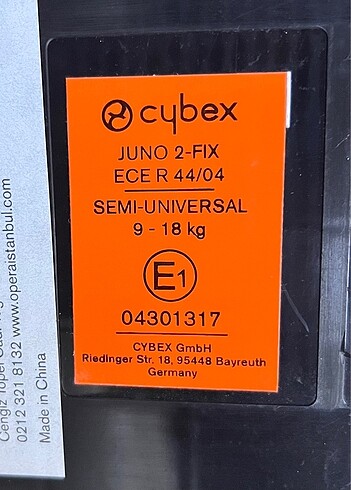 cybex
JUNO 2-FIX
ECE R 44/04
SEMI-UNIVERSAL
9 - 18 kg
E1
04301317
CYBEX GmbH
Riedinger Str. 18, 95448 Bayreuth
Germany
0212 321 8132 www.operaistanbul.com
Made in China